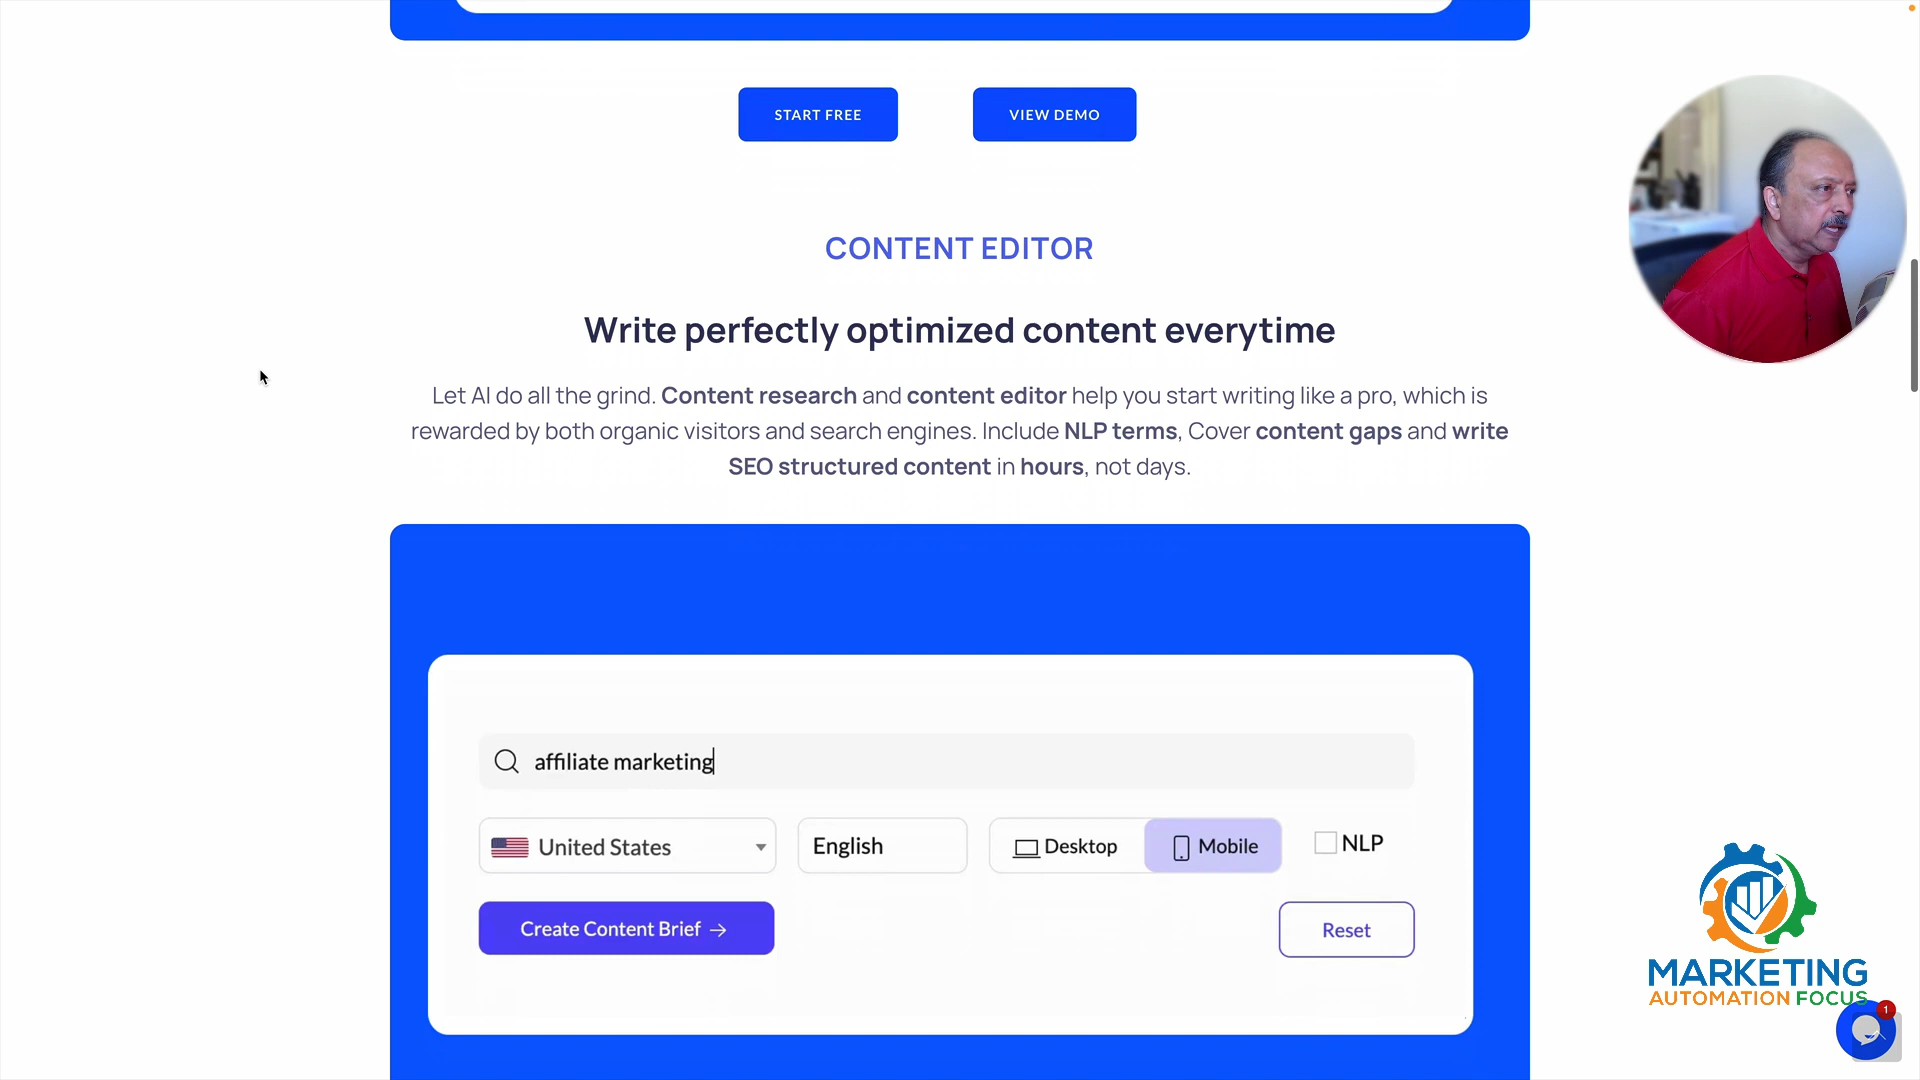 START FREE
VIEW DEMO
CONTENT EDITOR
Write perfectly optimized content everytime
Let AI do all the grind. Content research and content editor help you start writing like a pro, which is
rewarded by both organic visitors and search engines. Include NLP terms, Cover content gaps and write
SEO structured content in hours, not days.
affiliate marketing
United States
English
Desktop
Mobile
NLP
Create Content Brief →
Reset
MARKETING
AUTOMATION FOCUS
1